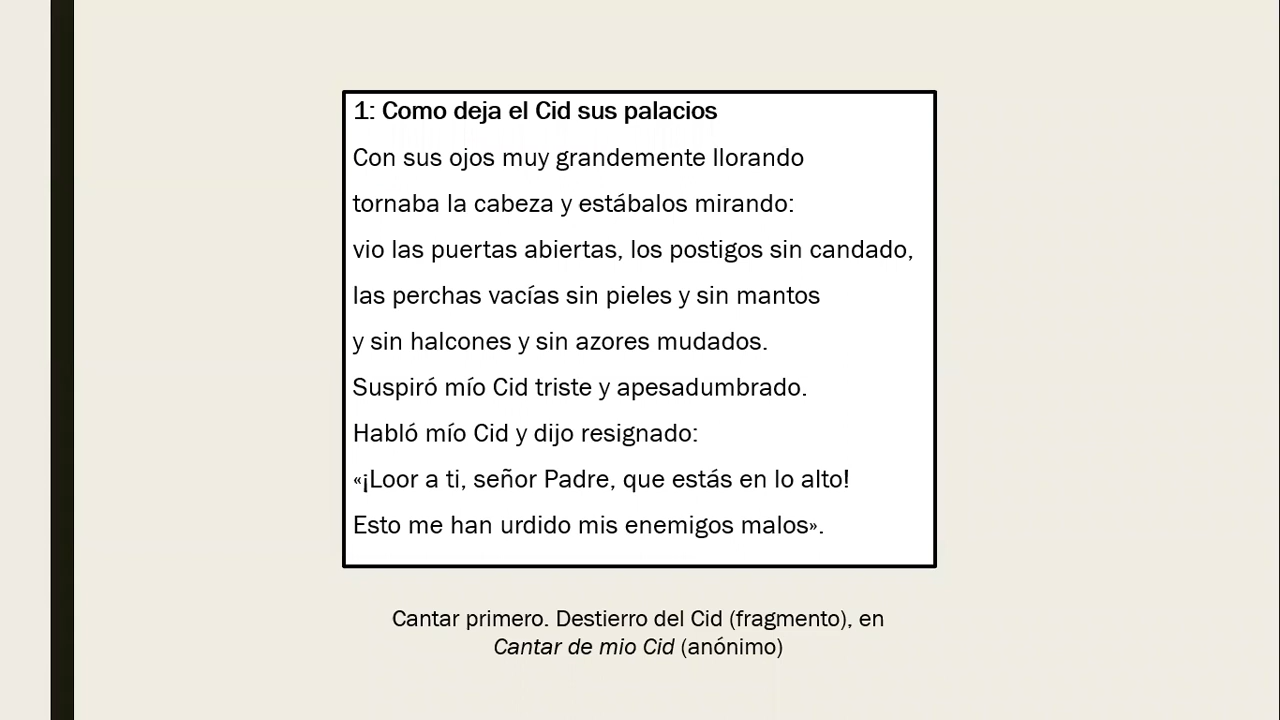 1: Como deja el Cid sus palacios
Con sus ojos muy grandemente llorando
tornaba la cabeza y estábalos mirando:
vio las puertas abiertas, los postigos sin candado,
las perchas vacías sin pieles y sin mantos
y sin halcones y sin azores mudados.
Suspiró mío Cid triste y apesadumbrado.
Habló mío Cid y dijo resignado:
«¡Loor a ti, señor Padre, que estás en lo alto!
Esto me han urdido mis enemigos malos».
Cantar primero. Destierro del Cid (fragmento), en
Cantar de mio Cid (anónimo)